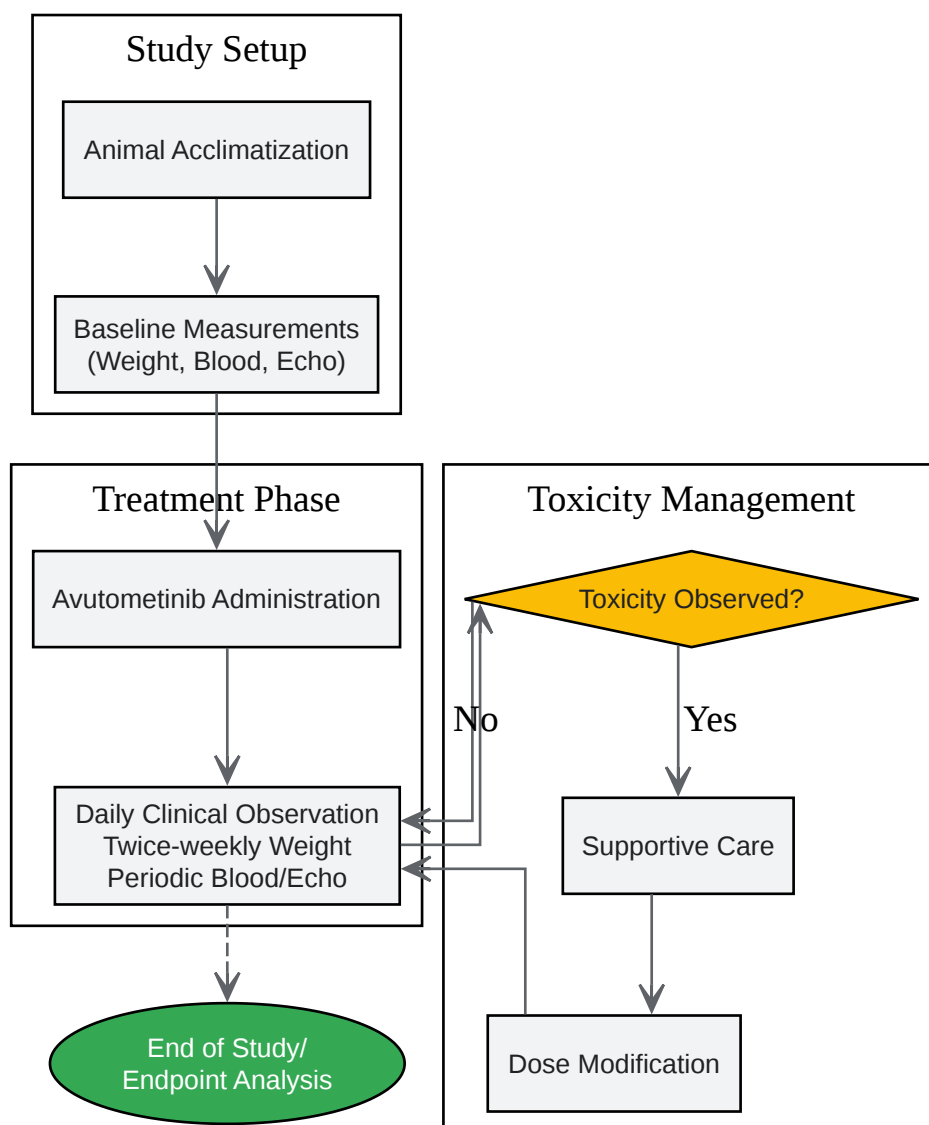 Study Setup
Animal Acclimatization
Baseline Measurements
(Weight, Blood, Echo)
Treatment Phase
Avutometinib Administration
Daily Clinical Observation
Twice-weekly Weight
Periodic Blood/Echo
End of Study/
Endpoint Analysis
Toxicity Management
Toxicity Observed?
No
Yes
Supportive Care
Dose Modification